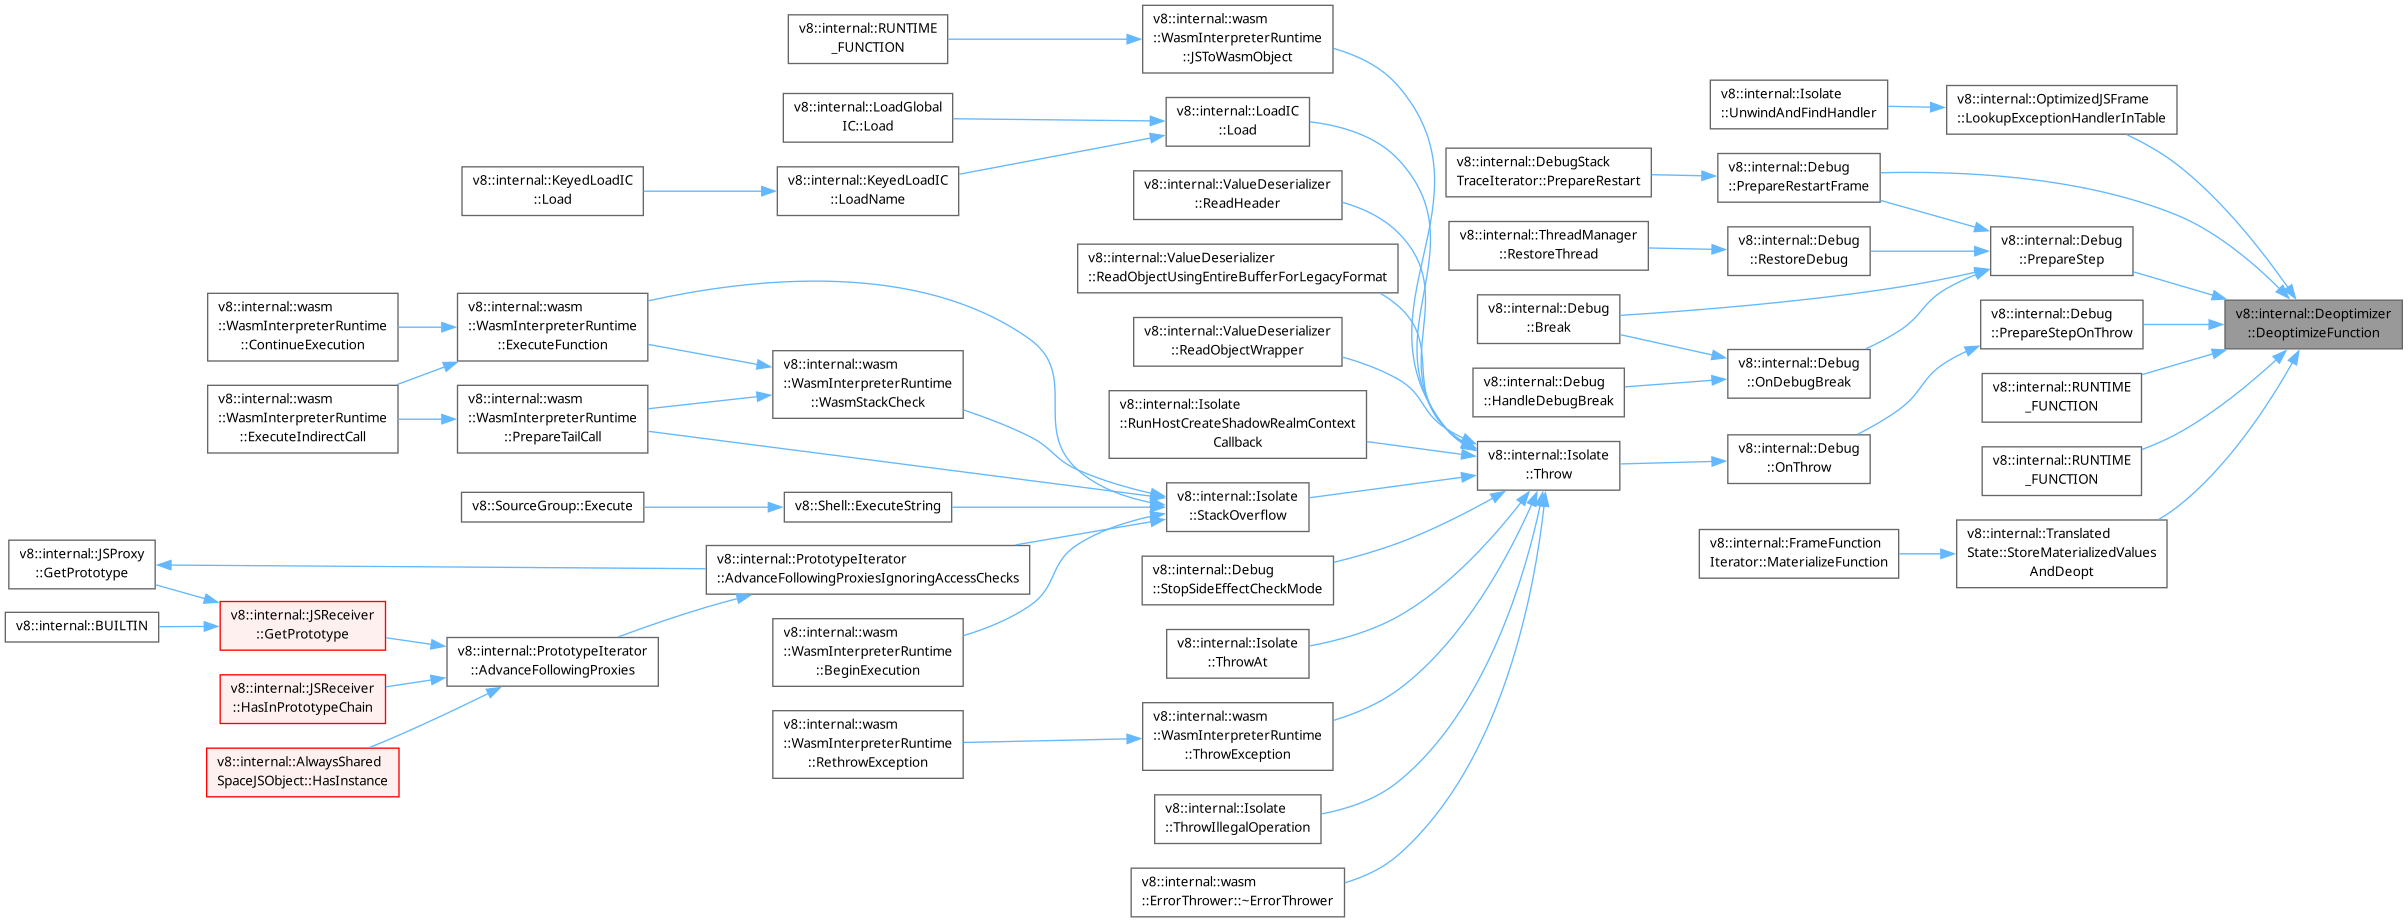 v8::internal::RUNTIME
_FUNCTION
v8::internal::wasm
::WasmInterpreterRuntime
::JSToWasmObject
v8::internal::LoadGlobal
IC::Load
v8::internal::LoadIC
::Load
v8::internal::KeyedLoadIC
::Load
v8::internal::KeyedLoadIC
::LoadName
v8::internal::ValueDeserializer
::ReadHeader
v8::internal::ValueDeserializer
::ReadObjectUsingEntireBufferForLegacyFormat
v8::internal::ValueDeserializer
::ReadObjectWrapper
v8::internal::Isolate
::RunHostCreateShadowRealmContext
Callback
v8::internal::wasm
::WasmInterpreterRuntime
::ContinueExecution
v8::internal::wasm
::WasmInterpreterRuntime
::ExecuteFunction
v8::internal::wasm
::WasmInterpreterRuntime
::WasmStackCheck
v8::internal::wasm
::WasmInterpreterRuntime
::ExecuteIndirectCall
v8::internal::wasm
::WasmInterpreterRuntime
::PrepareTailCall
v8::SourceGroup::Execute
v8::Shell::ExecuteString
v8::internal::Isolate
::StackOverflow
v8::internal::JSProxy
::GetPrototype
v8::internal::PrototypeIterator
::AdvanceFollowingProxiesIgnoringAccessChecks
v8::internal::Debug
::StopSideEffectCheckMode
v8::internal::BUILTIN
v8::internal::JSReceiver
::GetPrototype
v8::internal::PrototypeIterator
::AdvanceFollowingProxies
v8::internal::wasm
::WasmInterpreterRuntime
::BeginExecution
v8::internal::Isolate
::ThrowAt
v8::internal::JSReceiver
::HasInPrototypeChain
v8::internal::AlwaysShared
SpaceJSObject::HasInstance
v8::internal::wasm
::WasmInterpreterRuntime
::RethrowException
v8::internal::wasm
::WasmInterpreterRuntime
::ThrowException
v8::internal::Isolate
::ThrowIllegalOperation
v8::internal::wasm
::ErrorThrower::~ErrorThrower
v8::internal::Isolate
::UnwindAndFindHandler
v8::internal::OptimizedJSFrame
::LookupExceptionHandlerInTable
v8::internal::DebugStack
TraceIterator::PrepareRestart
v8::internal::Debug
::PrepareRestartFrame
v8::internal::ThreadManager
::RestoreThread
v8::internal::Debug
::RestoreDebug
v8::internal::Debug
::PrepareStep
v8::internal::Debug
::Break
v8::internal::Debug
::PrepareStepOnThrow
v8::internal::Deoptimizer
::DeoptimizeFunction
v8::internal::Debug
::HandleDebugBreak
v8::internal::Debug
::OnDebugBreak
v8::internal::RUNTIME
_FUNCTION
v8::internal::Isolate
::Throw
v8::internal::Debug
::OnThrow
v8::internal::RUNTIME
_FUNCTION
v8::internal::FrameFunction
Iterator::MaterializeFunction
v8::internal::Translated
State::StoreMaterializedValues
AndDeopt